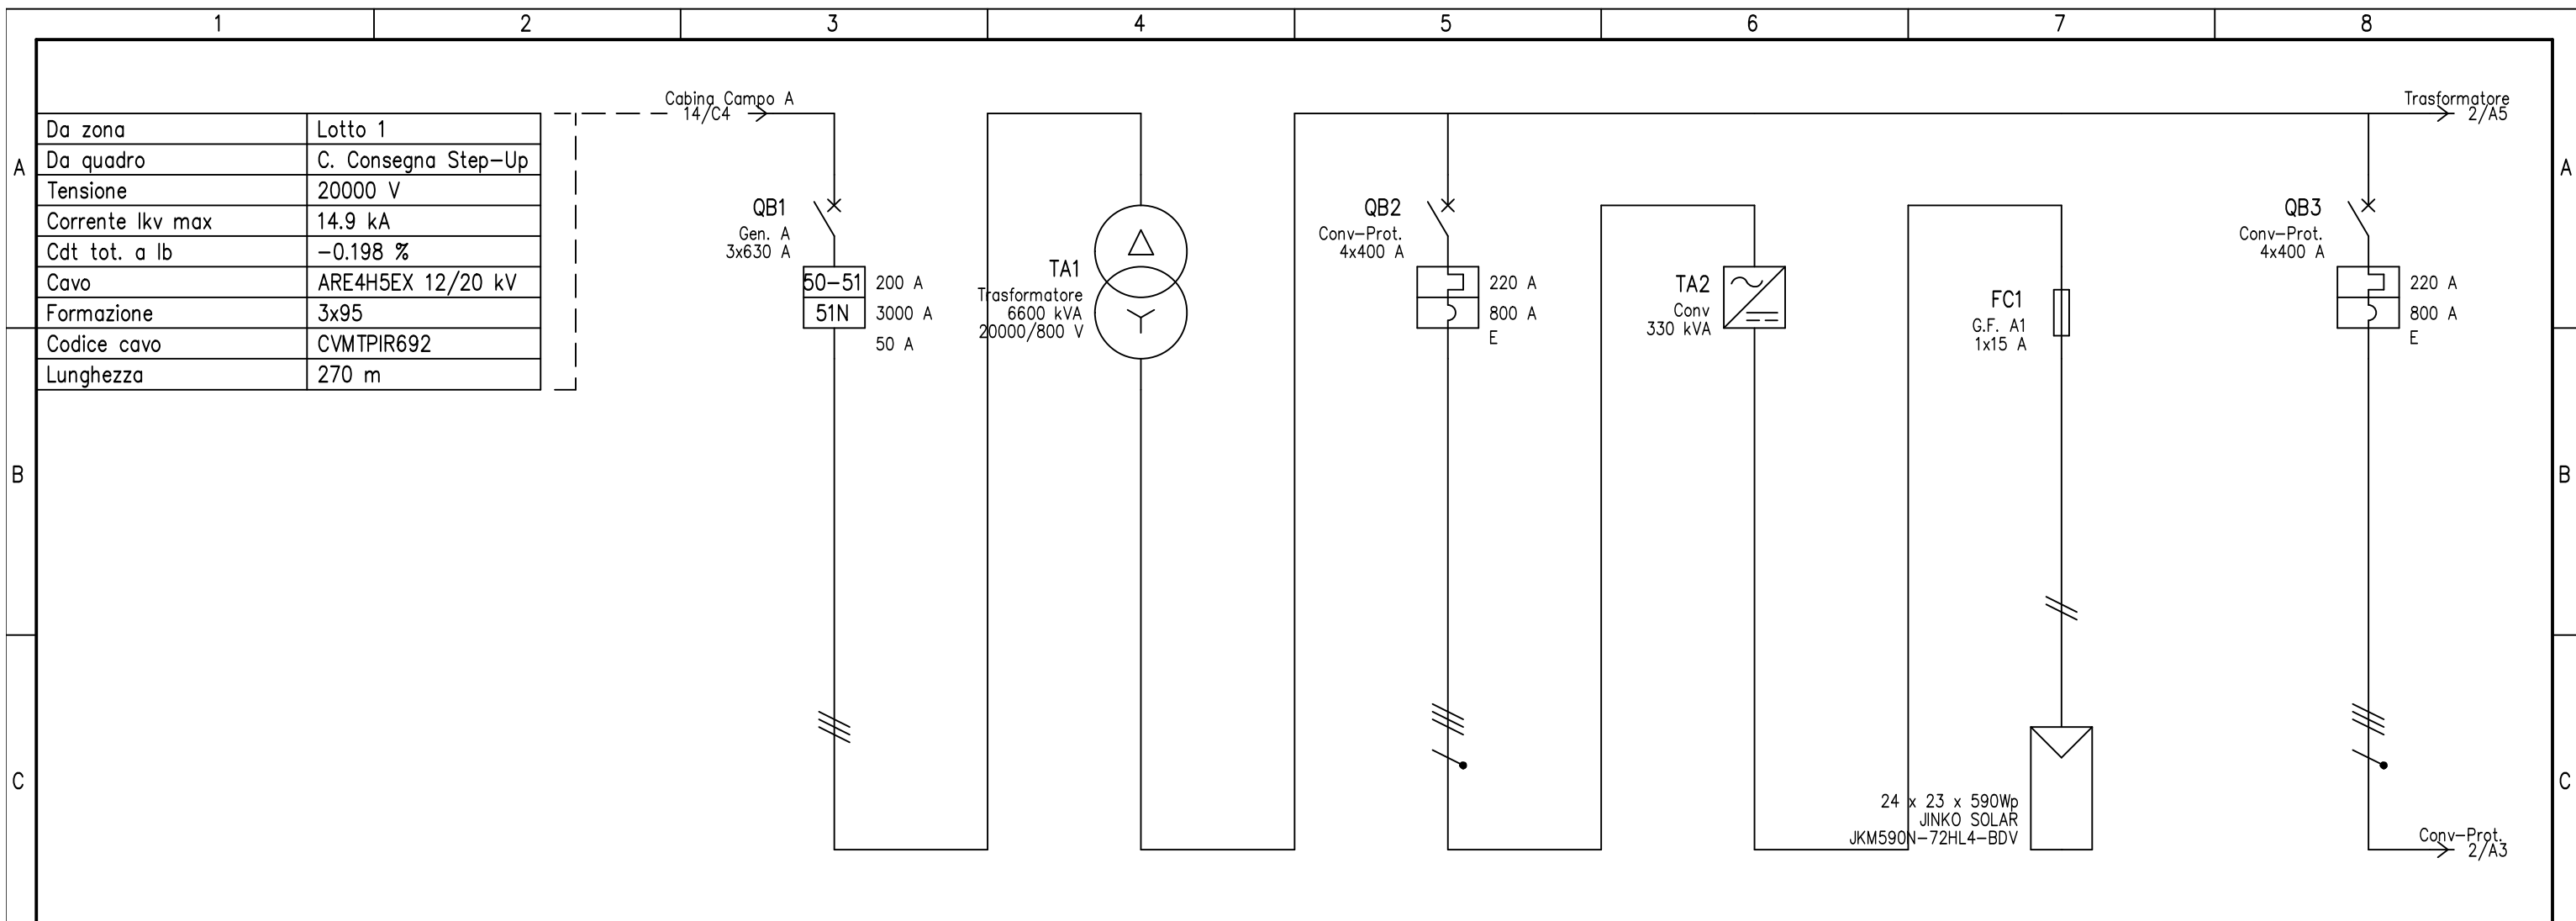 1 2 3 4 5 6 7 8
A
B
C
Da zona Lotto 1
Da quadro C. Consegna Step-Up
Tensione 20000 V
Corrente Ikv max 14.9 kA
Cdt tot. a Ib -0.198 %
Cavo ARE4H5EX 12/20 kV
Formazione 3x95
Codice cavo CVMTPIR692
Lunghezza 270 m
Cabina Campo A
14/C4
QB1
Gen. A
3x630 A
50-51 200 A
51N 3000 A
50 A
TA1
Trasformatore
6600 kVA
20000/800 V
QB2
Conv-Prot.
4x400 A
220 A
800 A
E
TA2
Conv
330 kVA
FC1
G.F. A1
1x15 A
24 x 23 x 590Wp
JINKO SOLAR
JKM590N-72HL4-BDV
Trasformatore
2/A5
QB3
Conv-Prot.
4x400 A
220 A
800 A
E
Conv-Prot.
2/A3
A
B
C